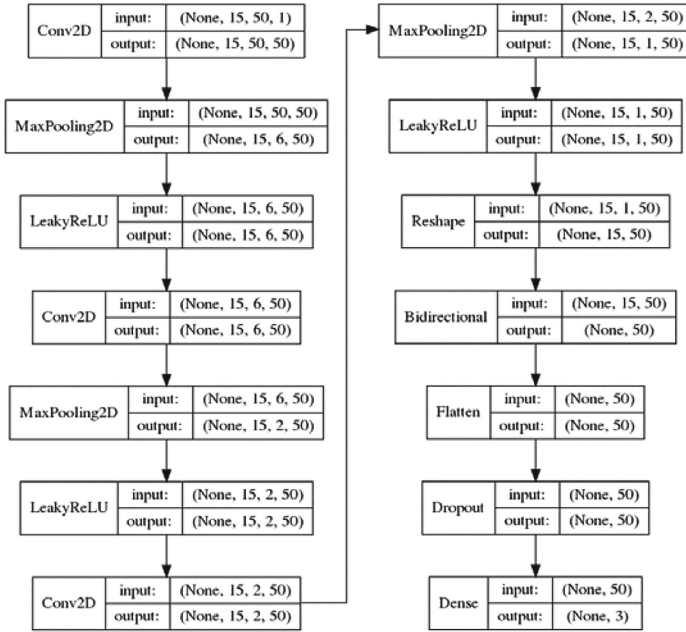 Conv2D
input: (None, 15, 50, 1)
output: (None, 15, 50, 50)
MaxPooling2D
input: (None, 15, 50, 50)
output: (None, 15, 6, 50)
LeakyReLU
input: (None, 15, 6, 50)
output: (None, 15, 6, 50)
Conv2D
input: (None, 15, 6, 50)
output: (None, 15, 6, 50)
MaxPooling2D
input: (None, 15, 6, 50)
output: (None, 15, 2, 50)
LeakyReLU
input: (None, 15, 2, 50)
output: (None, 15, 2, 50)
Conv2D
input: (None, 15, 2, 50)
output: (None, 15, 2, 50)
MaxPooling2D
input: (None, 15, 2, 50)
output: (None, 15, 1, 50)
LeakyReLU
input: (None, 15, 1, 50)
output: (None, 15, 1, 50)
Reshape
input: (None, 15, 1, 50)
output: (None, 15, 50)
Bidirectional
input: (None, 15, 50)
output: (None, 50)
Flatten
input: (None, 50)
output: (None, 50)
Dropout
input: (None, 50)
output: (None, 50)
Dense
input: (None, 50)
output: (None, 3)